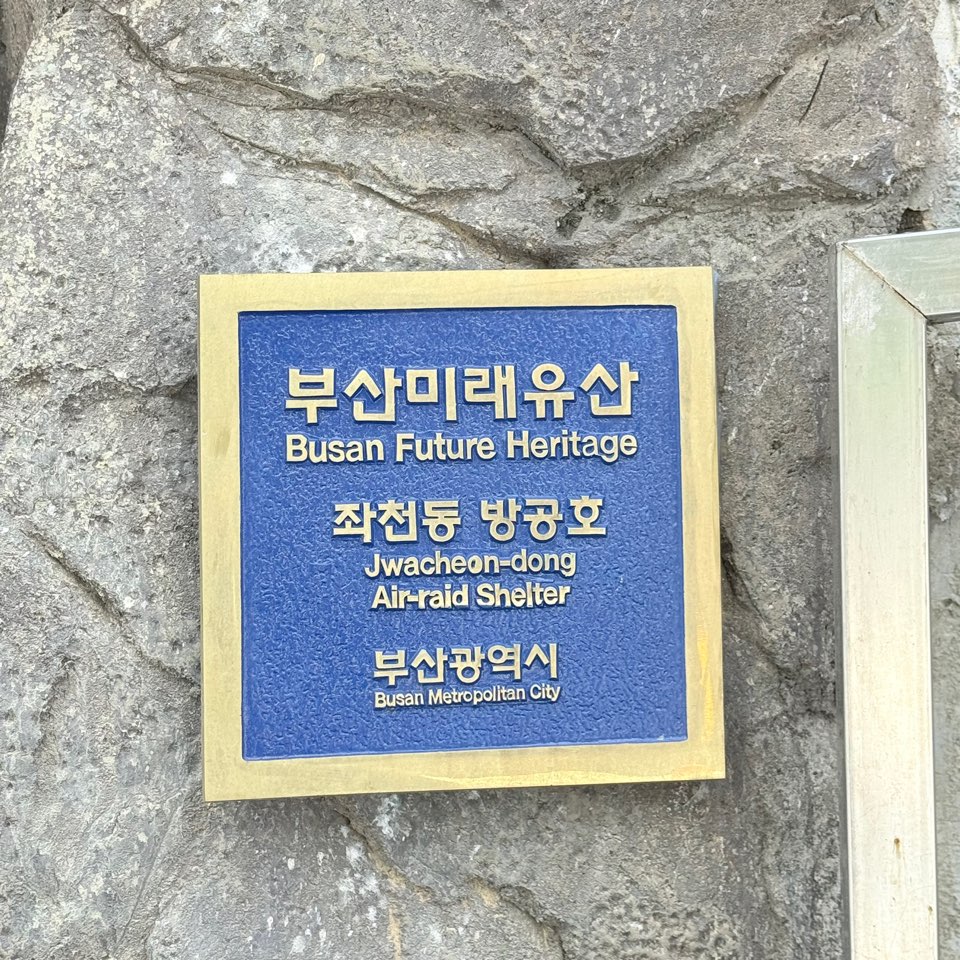 부산미래유산
Busan Future Heritage
좌천동 방공호
Jwacheon-dong
Air-raid Shelter
부산광역시
Busan Metropolitan City